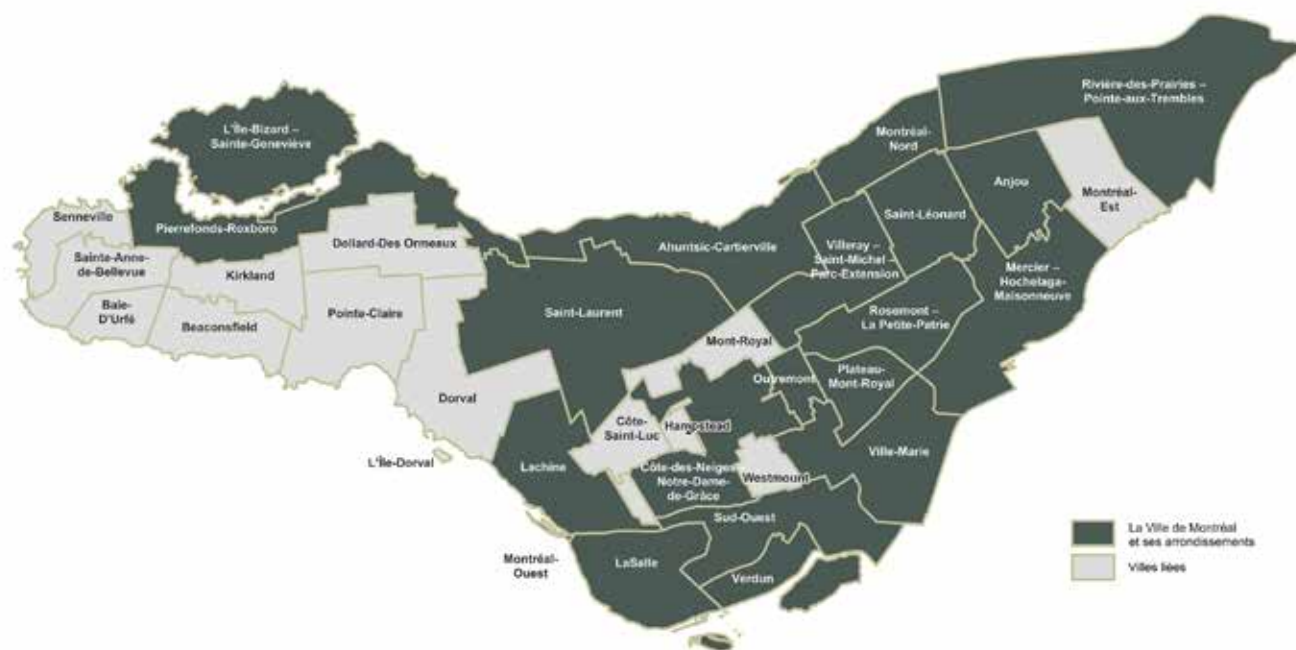 Rivière-des-Prairies –
Pointe-aux-Trembles
L'Île-Bizard –
Sainte-Geneviève
Montréal-
Nord
Anjou
Montréal-
Est
Saint-Léonard
Senneville
Pierrefonds-Roxboro
Dollard-Des Ormeaux
Ahuntsic-Cartierville
Villeray –
Saint-Michel –
Parc-Extension
Sainte-Anne-
de-Bellevue
Kirkland
Mercier –
Hochelaga-
Maisonneuve
Baie-
D'Urfé
Beaconsfield
Pointe-Claire
Saint-Laurent
Rosemont –
La Petite-Patrie
Mont-Royal
Outremont
Plateau-
Mont-Royal
Dorval
Côte-
Saint-Luc
Hampstead
L'Île-Dorval
Lachine
Côte-des-Neiges
Notre-Dame-
de-Grâce
Westmount
Ville-Marie
Sud-Ouest
Montréal-
Ouest
LaSalle
Verdun
La Ville de Montréal
et ses arrondissements
Villes liées